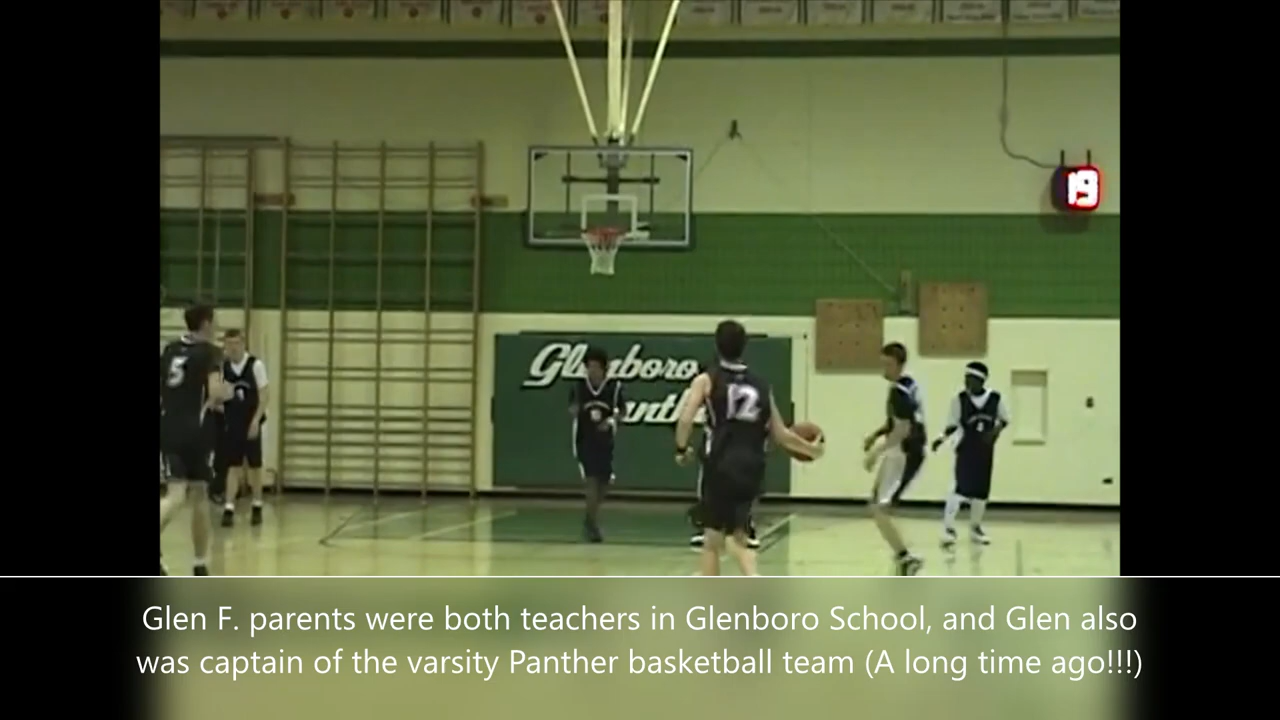 19
5
Glenboro
12
Glen F. parents were both teachers in Glenboro School, and Glen also
was captain of the varsity Panther basketball team (A long time ago!!!)